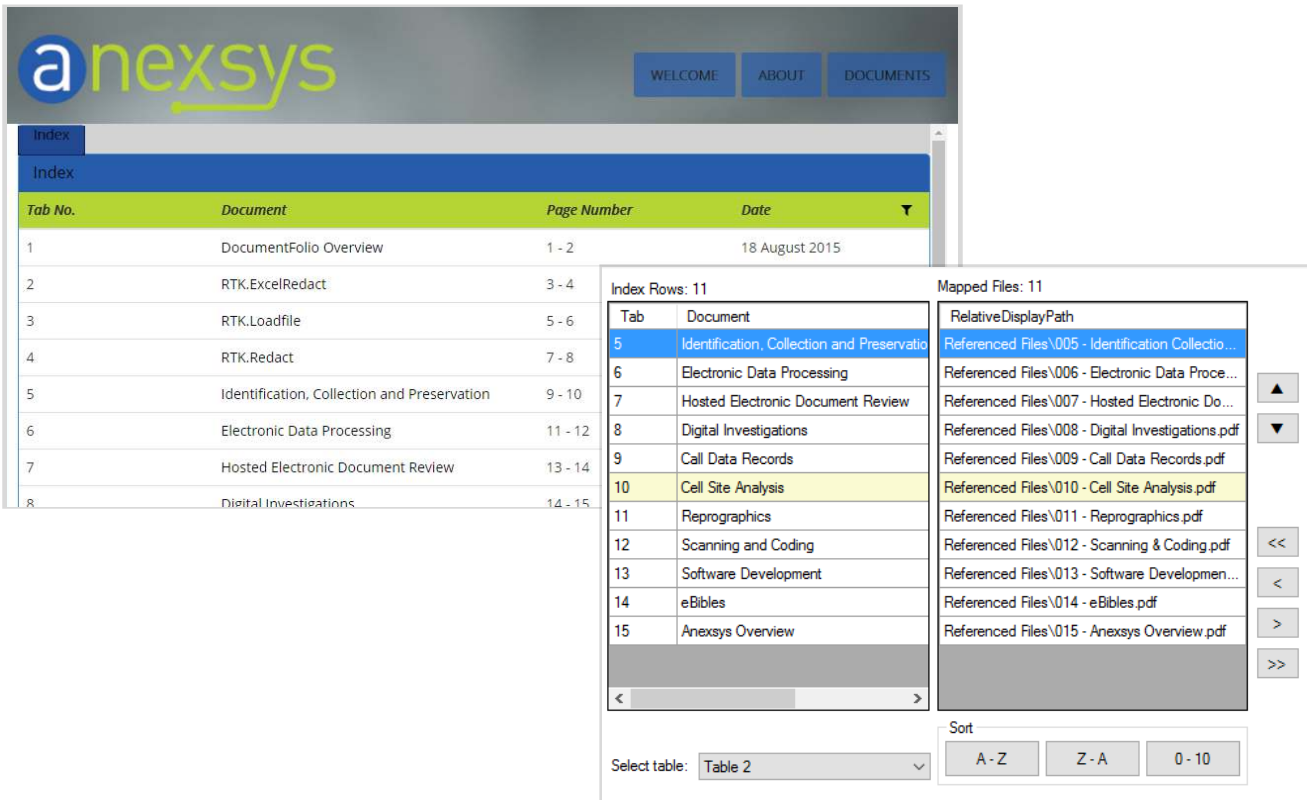 anexsys
WELCOME ABOUT DOCUMENTS
Index
Index
Tab No. Document Page Number Date
1 DocumentFolio Overview 1 - 2 18 August 2015
2 RTK.ExcelRedact 3 - 4
3 RTK.Loadfile 5 - 6
4 RTK.Redact 7 - 8
5 Identification, Collection and Preservation 9 - 10
6 Electronic Data Processing 11 - 12
7 Hosted Electronic Document Review 13 - 14
8 Digital Investigations 14 - 15
Index Rows: 11 Mapped Files: 11
Tab Document RelativeDisplayPath
5 Identification, Collection and Preservatio Referenced Files\005 - Identification Collectio...
6 Electronic Data Processing Referenced Files\006 - Electronic Data Proce...
7 Hosted Electronic Document Review Referenced Files\007 - Hosted Electronic Do...
8 Digital Investigations Referenced Files\008 - Digital Investigations.pdf
9 Call Data Records Referenced Files\009 - Call Data Records.pdf
10 Cell Site Analysis Referenced Files\010 - Cell Site Analysis.pdf
11 Reprographics Referenced Files\011 - Reprographics.pdf
12 Scanning and Coding Referenced Files\012 - Scanning & Coding.pdf
13 Software Development Referenced Files\013 - Software Developmen...
14 eBibles Referenced Files\014 - eBibles.pdf
15 Anexsys Overview Referenced Files\015 - Anexsys Overview.pdf
<<
<
>
>>
Sort
Select table: Table 2 A - Z Z - A 0 - 10